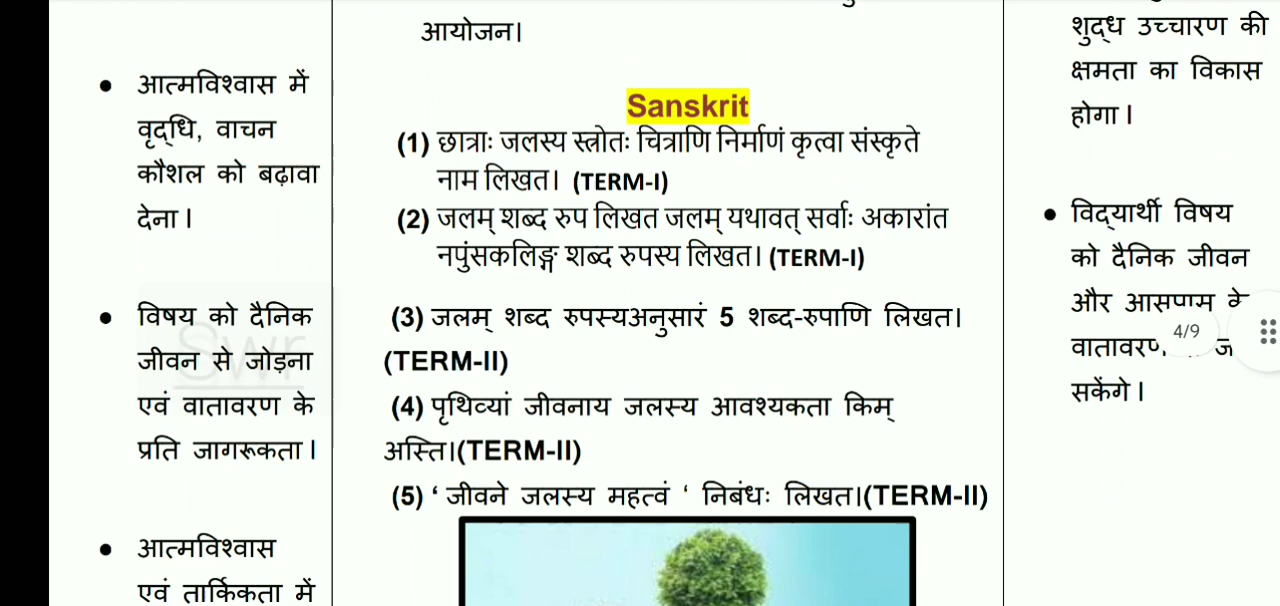 आयोजन।
● आत्मविश्वास में
वृद्धि, वाचन
कौशल को बढ़ावा
देना ।
● विषय को दैनिक
जीवन से जोड़ना
एवं वातावरण के
प्रति जागरूकता ।
● आत्मविश्वास
एवं तार्किकता में
Sanskrit
(1) छात्राः जलस्य स्त्रोतः चित्राणि निर्माणं कृत्वा संस्कृते
नाम लिखत। (TERM-I)
(2) जलम् शब्द रुप लिखत जलम् यथावत् सर्वाः अकारांत
नपुंसकलिङ्ग शब्द रुपस्य लिखत। (TERM-I)
(3) जलम् शब्द रुपस्यअनुसारं 5 शब्द-रुपाणि लिखत।
(TERM-II)
(4) पृथिव्यां जीवनाय जलस्य आवश्यकता किम्
अस्ति।(TERM-II)
(5) ‘ जीवने जलस्य महत्वं ‘ निबंधः लिखत।(TERM-II)
शुद्ध उच्चारण की
क्षमता का विकास
होगा ।
● विद्यार्थी विषय
को दैनिक जीवन
और आसपास के
वातावरण
सकेंगे ।
4/9